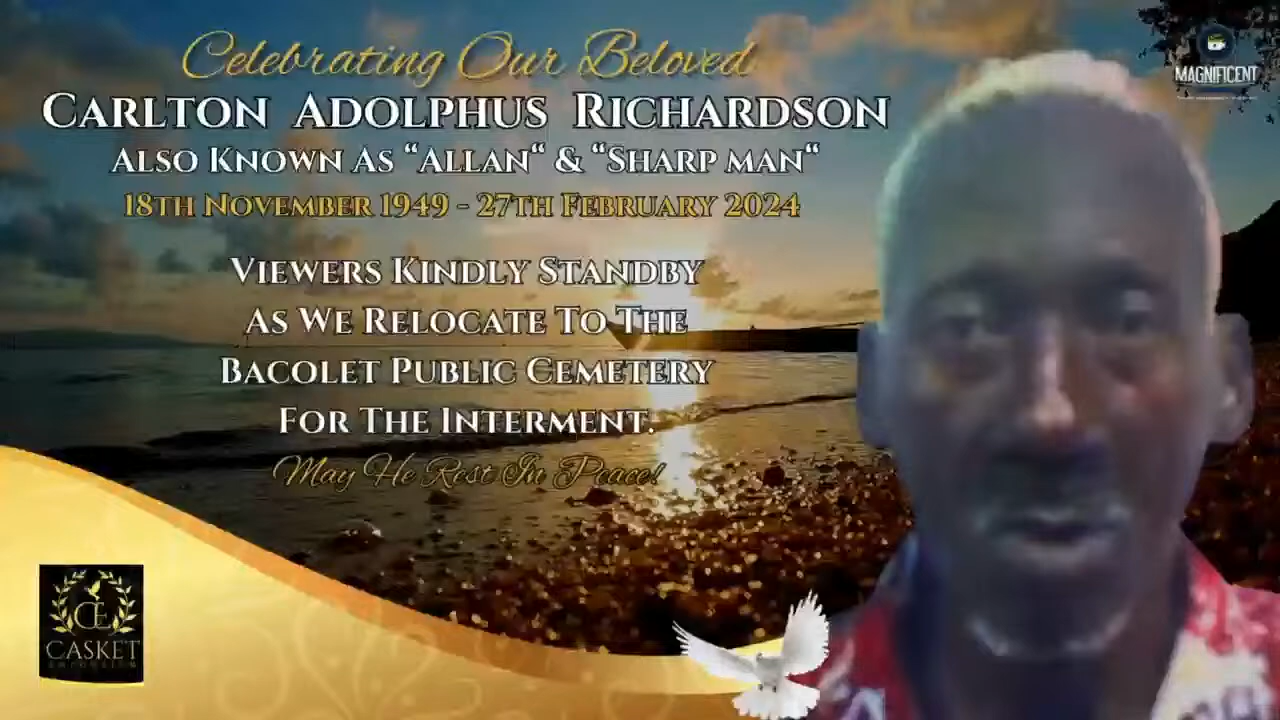 Celebrating Our Beloved
CARLTON ADOLPHUS RICHARDSON
ALSO KNOWN AS “ALLAN“ & “SHARP MAN“
18TH NOVEMBER 1949 - 27TH FEBRUARY 2024
VIEWERS KINDLY STANDBY
AS WE RELOCATE TO THE
BACOLET PUBLIC CEMETERY
FOR THE INTERMENT.
May He Rest In Peace!
MAGNIFICENT
CE
CASKET
EMPORIUM